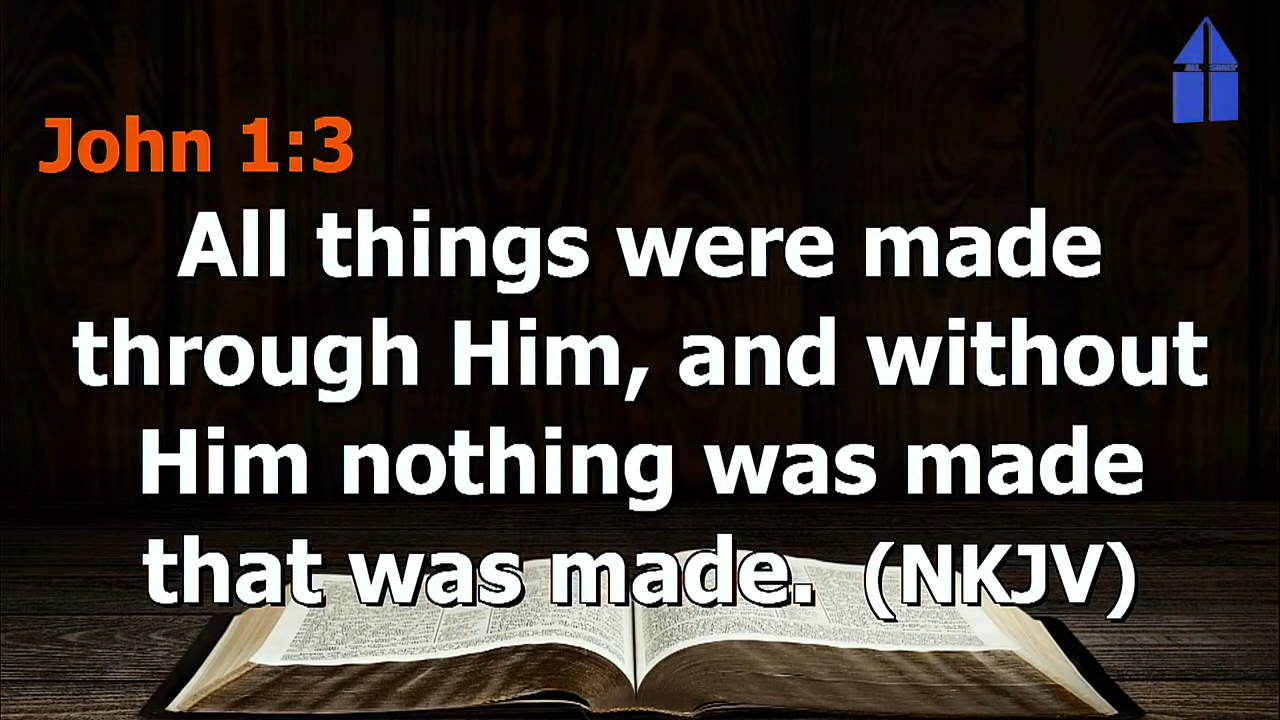 John 1:3
All things were made
through Him, and without
Him nothing was made
that was made. (NKJV)